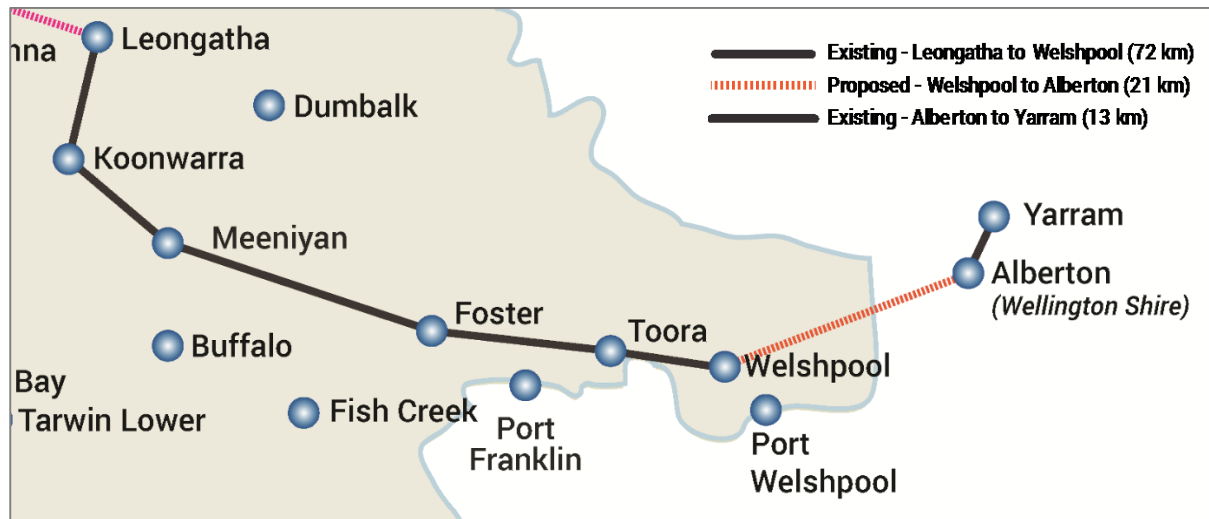 Leongatha
nna
Existing - Leongatha to Welshpool (72 km)
Proposed - Welshpool to Alberton (21 km)
Existing - Alberton to Yarram (13 km)
Dumbalk
Koonwarra
Meeniyan
Yarram
Alberton
(Wellington Shire)
Foster
Toora
Buffalo
Welshpool
Bay
Tarwin Lower
Fish Creek
Port
Franklin
Port
Welshpool